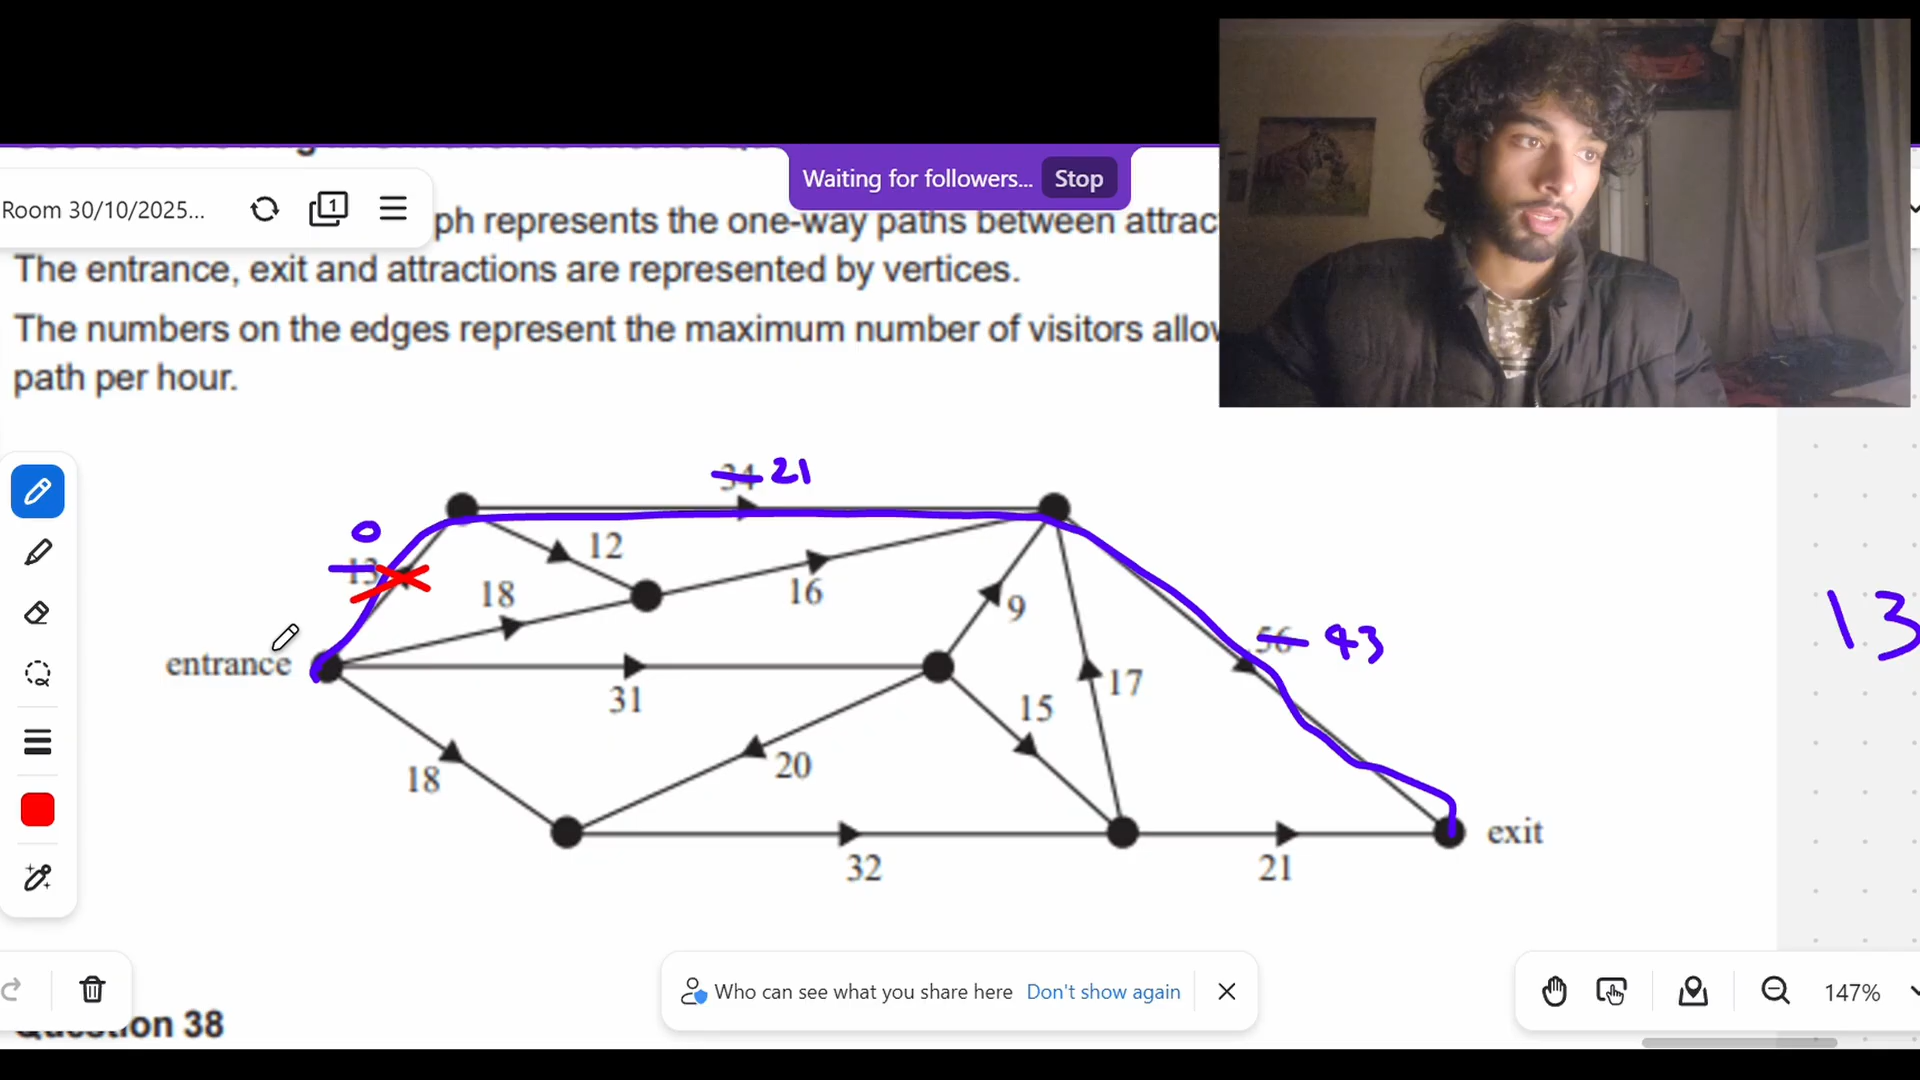 Waiting for followers... Stop
Room 30/10/2025...
1
ph represents the one-way paths between attrac
The entrance, exit and attractions are represented by vertices.
The numbers on the edges represent the maximum number of visitors allow
path per hour.
34 21
0
13
12
18
16
9
56 43
13
entrance
31
15
17
18
20
exit
32
21
Who can see what you share here Don't show again
147%
Question 38